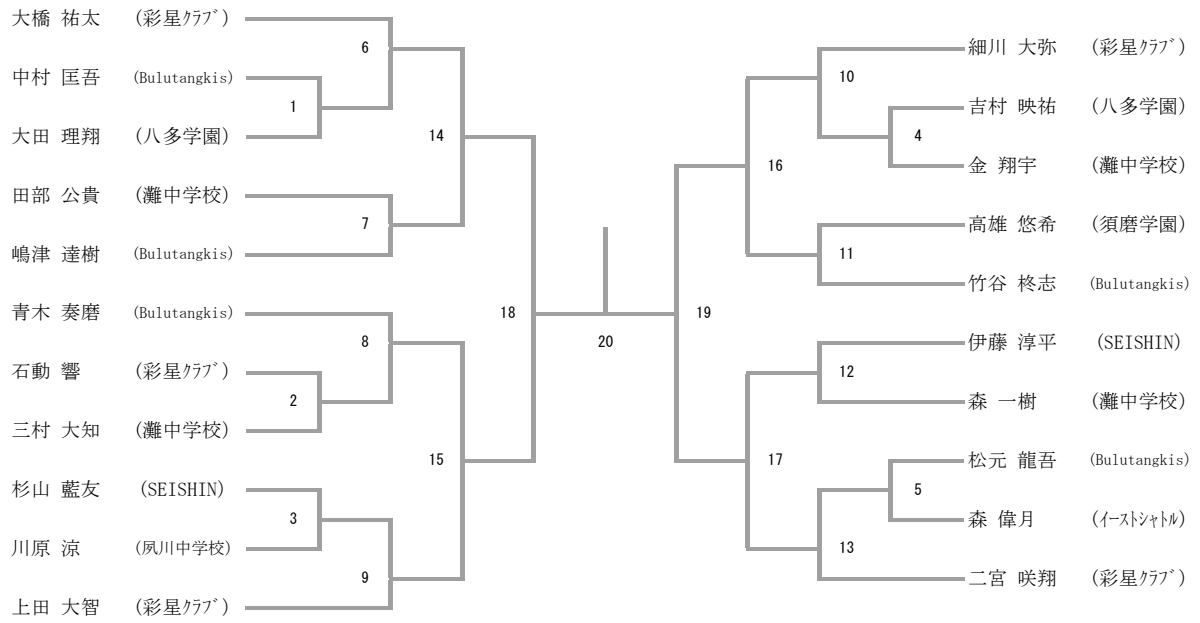 大橋 祐太 (彩星ｸﾗﾌﾞ)
6
中村 匡吾 (Bulutangkis)
1
大田 理翔 (八多学園)
14
田部 公貴 (灘中学校)
7
嶋津 達樹 (Bulutangkis)
青木 奏磨 (Bulutangkis)
18
8
石動 響 (彩星ｸﾗﾌﾞ)
2
三村 大知 (灘中学校)
15
杉山 藍友 (SEISHIN)
3
川原 涼 (夙川中学校)
9
上田 大智 (彩星ｸﾗﾌﾞ)
20
細川 大弥 (彩星ｸﾗﾌﾞ)
10
吉村 映祐 (八多学園)
4
金 翔宇 (灘中学校)
16
高雄 悠希 (須磨学園)
11
竹谷 柊志 (Bulutangkis)
19
伊藤 淳平 (SEISHIN)
12
森 一樹 (灘中学校)
17
松元 龍吾 (Bulutangkis)
5
森 偉月 (ｲｰｽﾄｼｬﾄﾙ)
13
二宮 咲翔 (彩星ｸﾗﾌﾞ)